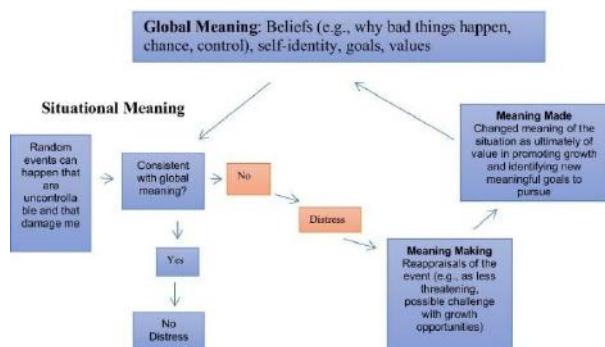 Global Meaning: Beliefs (e.g., why bad things happen,
chance, control), self-identity, goals, values
Situational Meaning
Random
events can
happen that
are
uncontrolla
ble and that
damage me
Consistent
with global
meaning?
No
Yes
No
Distress
Distress
Meaning Making
Reappraisals of the
event (e.g., as less
threatening,
possible challenge
with growth
opportunities)
Meaning Made
Changed meaning of the
situation as ultimately of
value in promoting growth
and identifying new
meaningful goals to
pursue